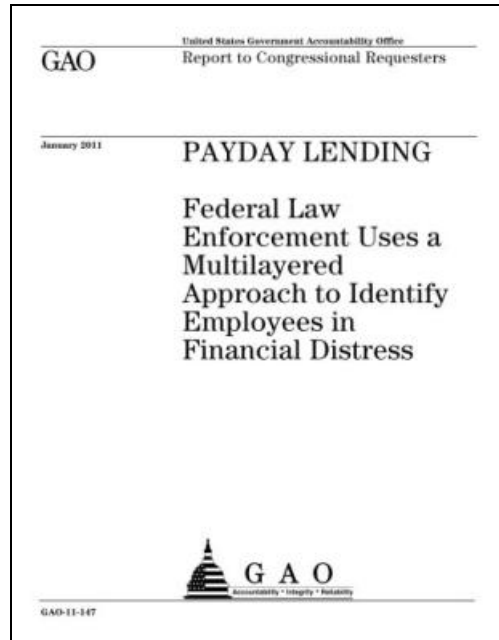 United States Government Accountability Office
GAO
Report to Congressional Requesters
January 2011
PAYDAY LENDING
Federal Law
Enforcement Uses a
Multilayered
Approach to Identify
Employees in
Financial Distress
G A O
Accountability * Integrity * Reliability
GAO-11-147